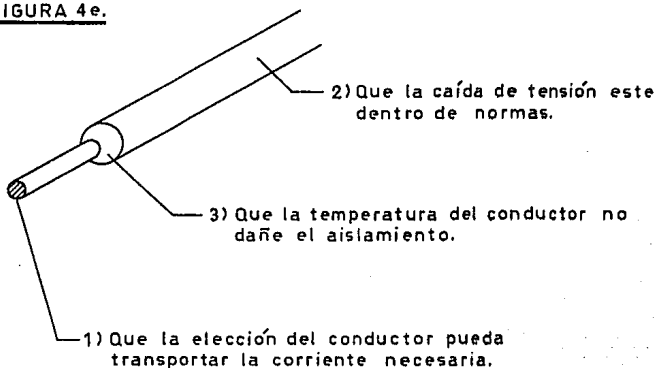 IGURA 4e.
2) Que la caída de tensión este
dentro de normas.
3) Que la temperatura del conductor no
dañe el aislamiento.
1) Que la elección del conductor pueda
transportar la corriente necesaria.